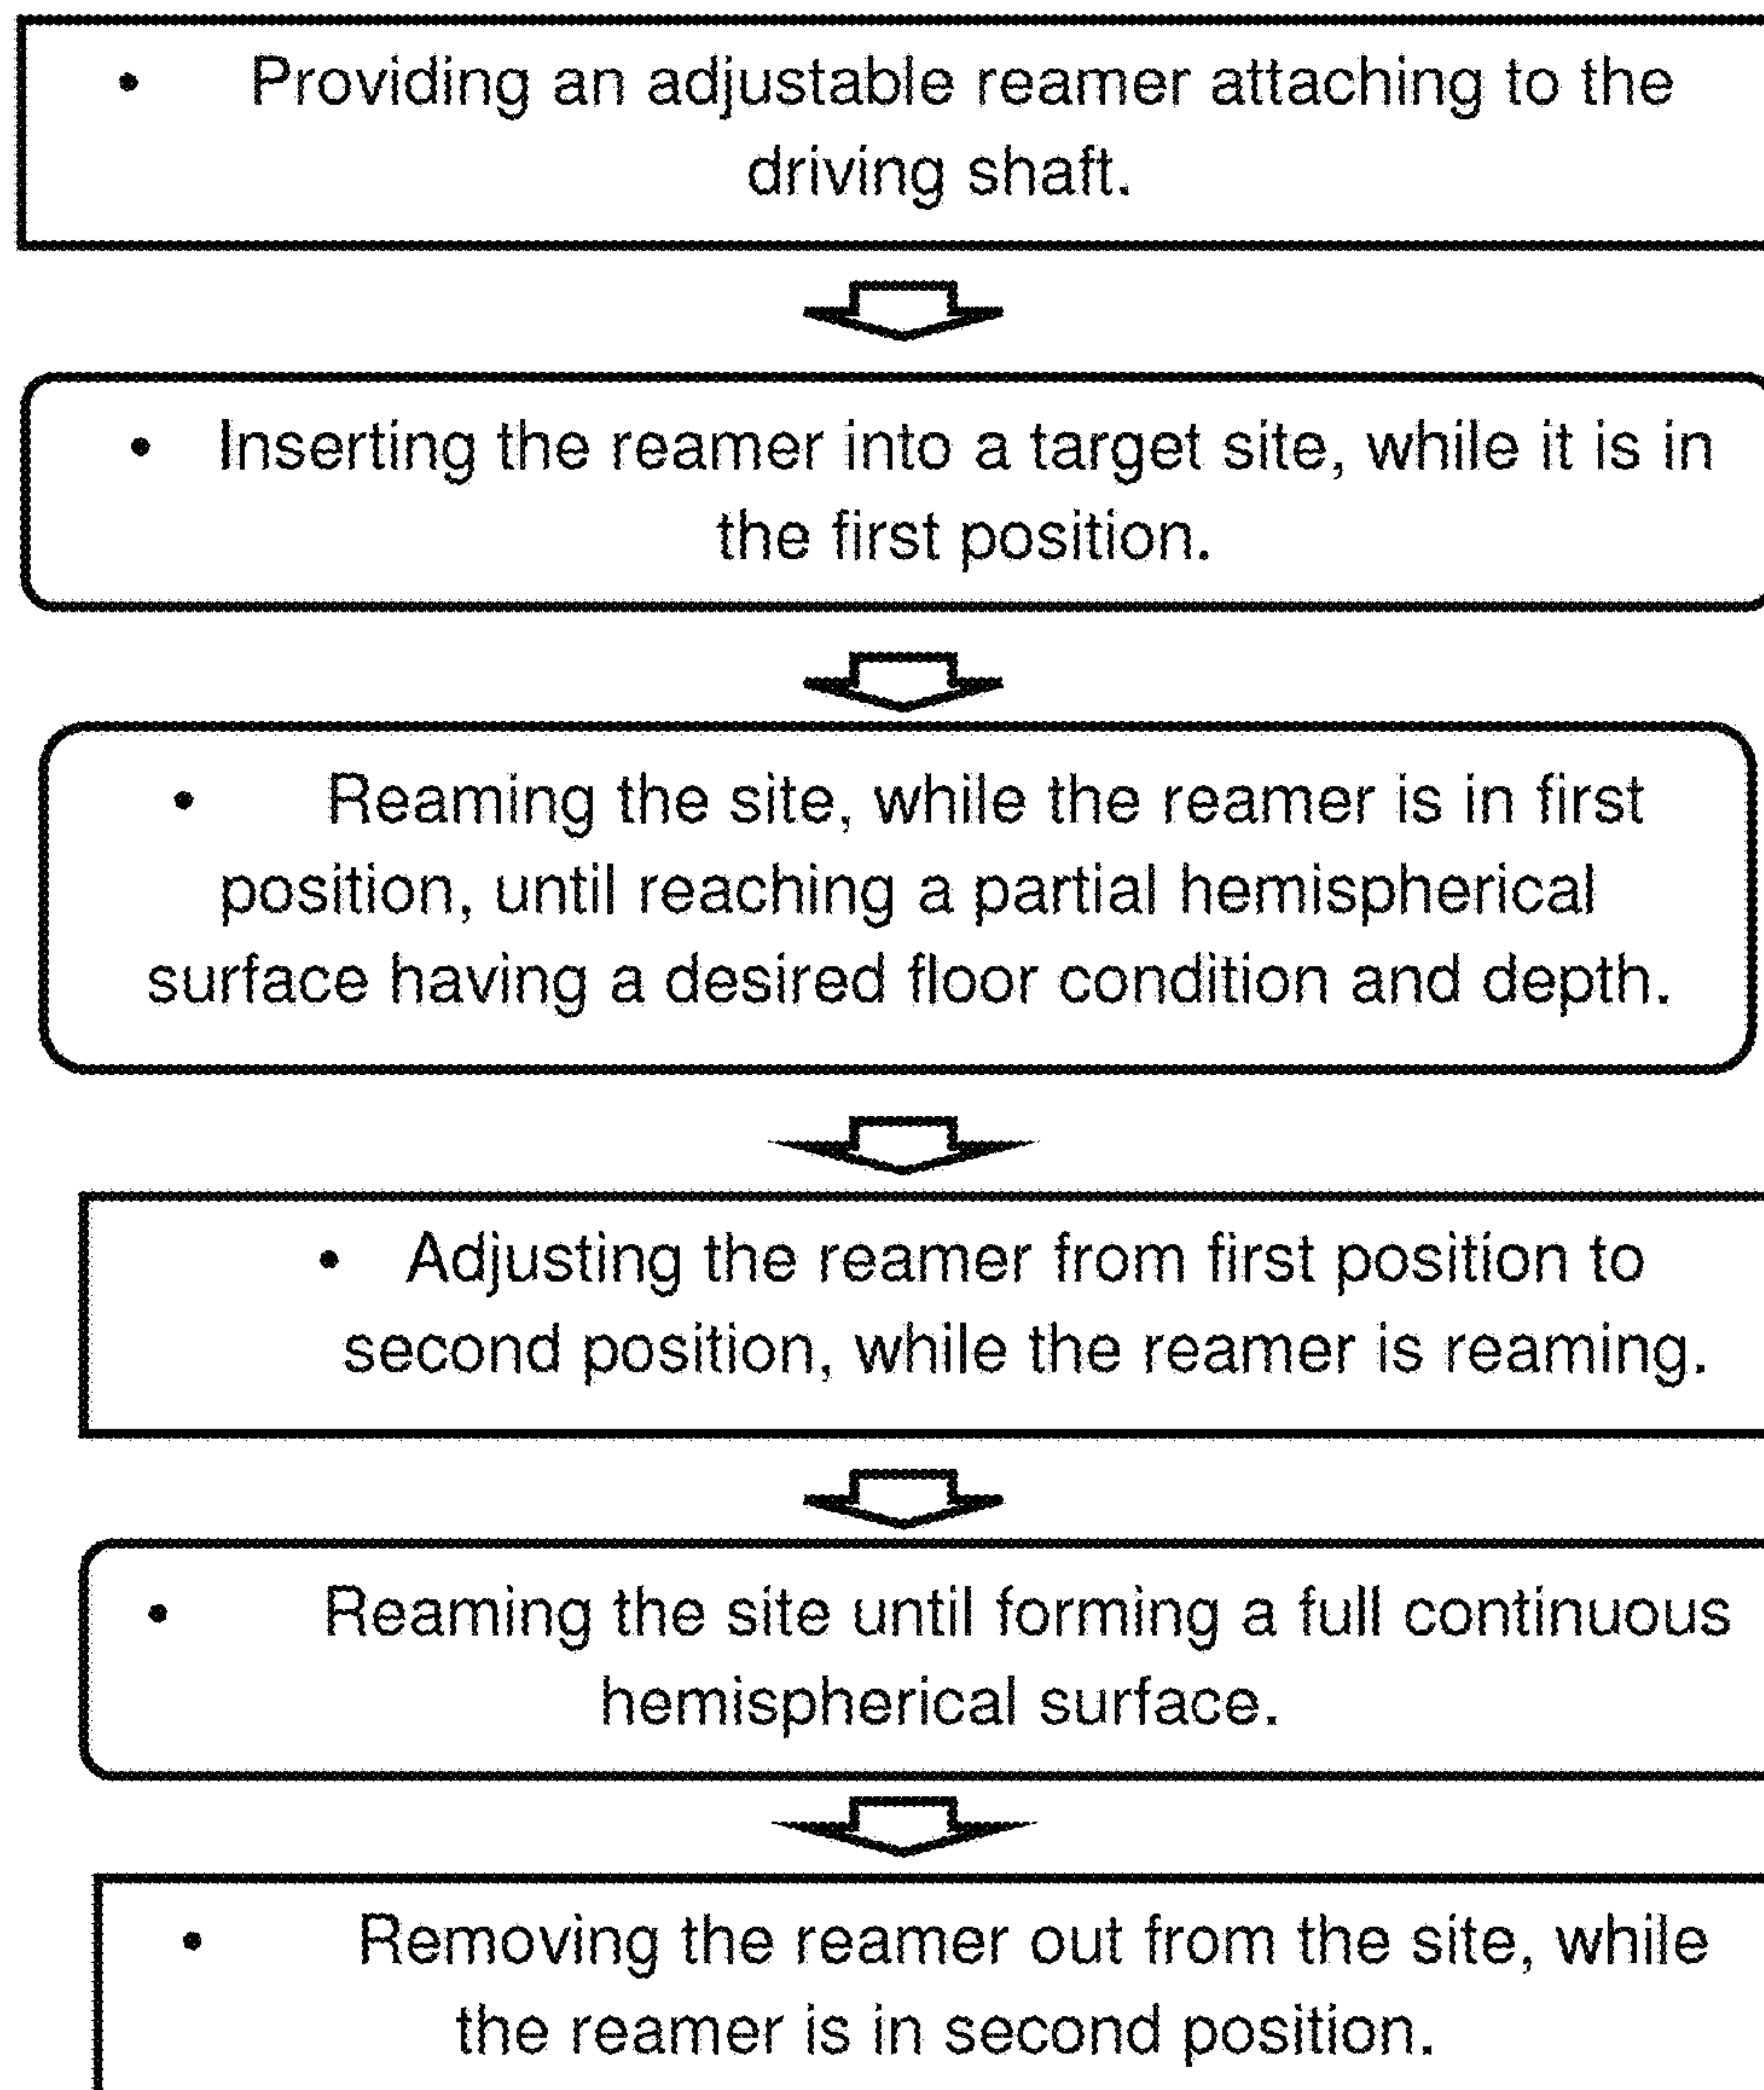 • Providing an adjustable reamer attaching to the
driving shaft.
• Inserting the reamer into a target site, while it is in
the first position.
• Reaming the site, while the reamer is in first
position, until reaching a partial hemispherical
surface having a desired floor condition and depth.
• Adjusting the reamer from first position to
second position, while the reamer is reaming.
• Reaming the site until forming a full continuous
hemispherical surface.
• Removing the reamer out from the site, while
the reamer is in second position.